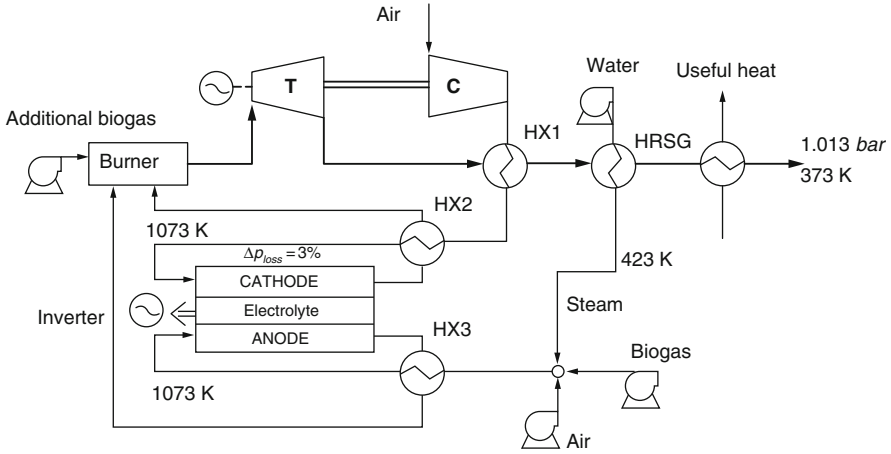 Air
T
C
Water
Useful heat
HX1
HRSG
1.013 bar
373 K
Additional biogas
Burner
HX2
1073 K
Δploss = 3%
CATHODE
Electrolyte
ANODE
423 K
Steam
Inverter
HX3
Biogas
1073 K
Air